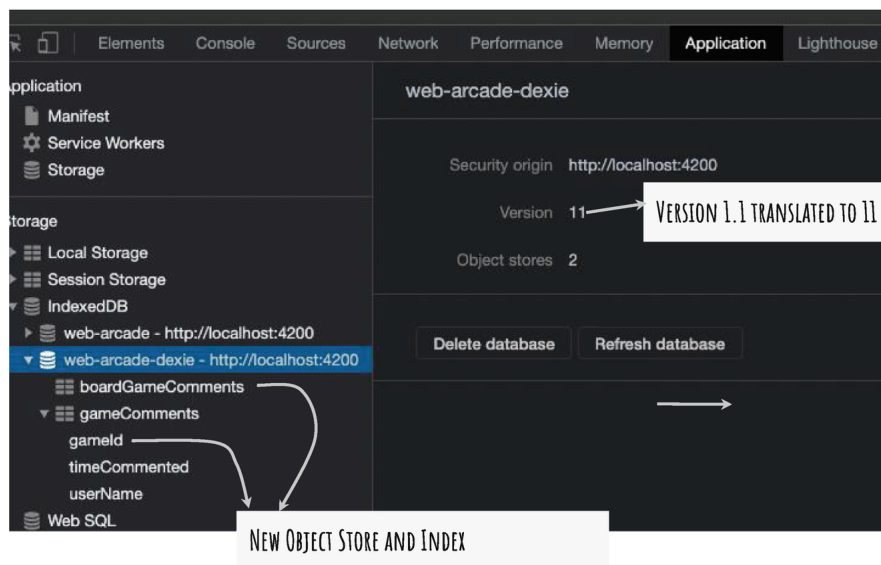 Elements Console Sources Network Performance Memory Application Lighthouse
Application
Manifest
Service Workers
Storage
Storage
Local Storage
Session Storage
IndexedDB
web-arcade - http://localhost:4200
web-arcade-dexie - http://localhost:4200
boardGameComments
gameComments
gameId
timeCommented
userName
Web SQL
web-arcade-dexie
Security origin http://localhost:4200
Version 11
VERSION 1.1 TRANSLATED TO 11
Object stores 2
Delete database Refresh database
NEW OBJECT STORE AND INDEX